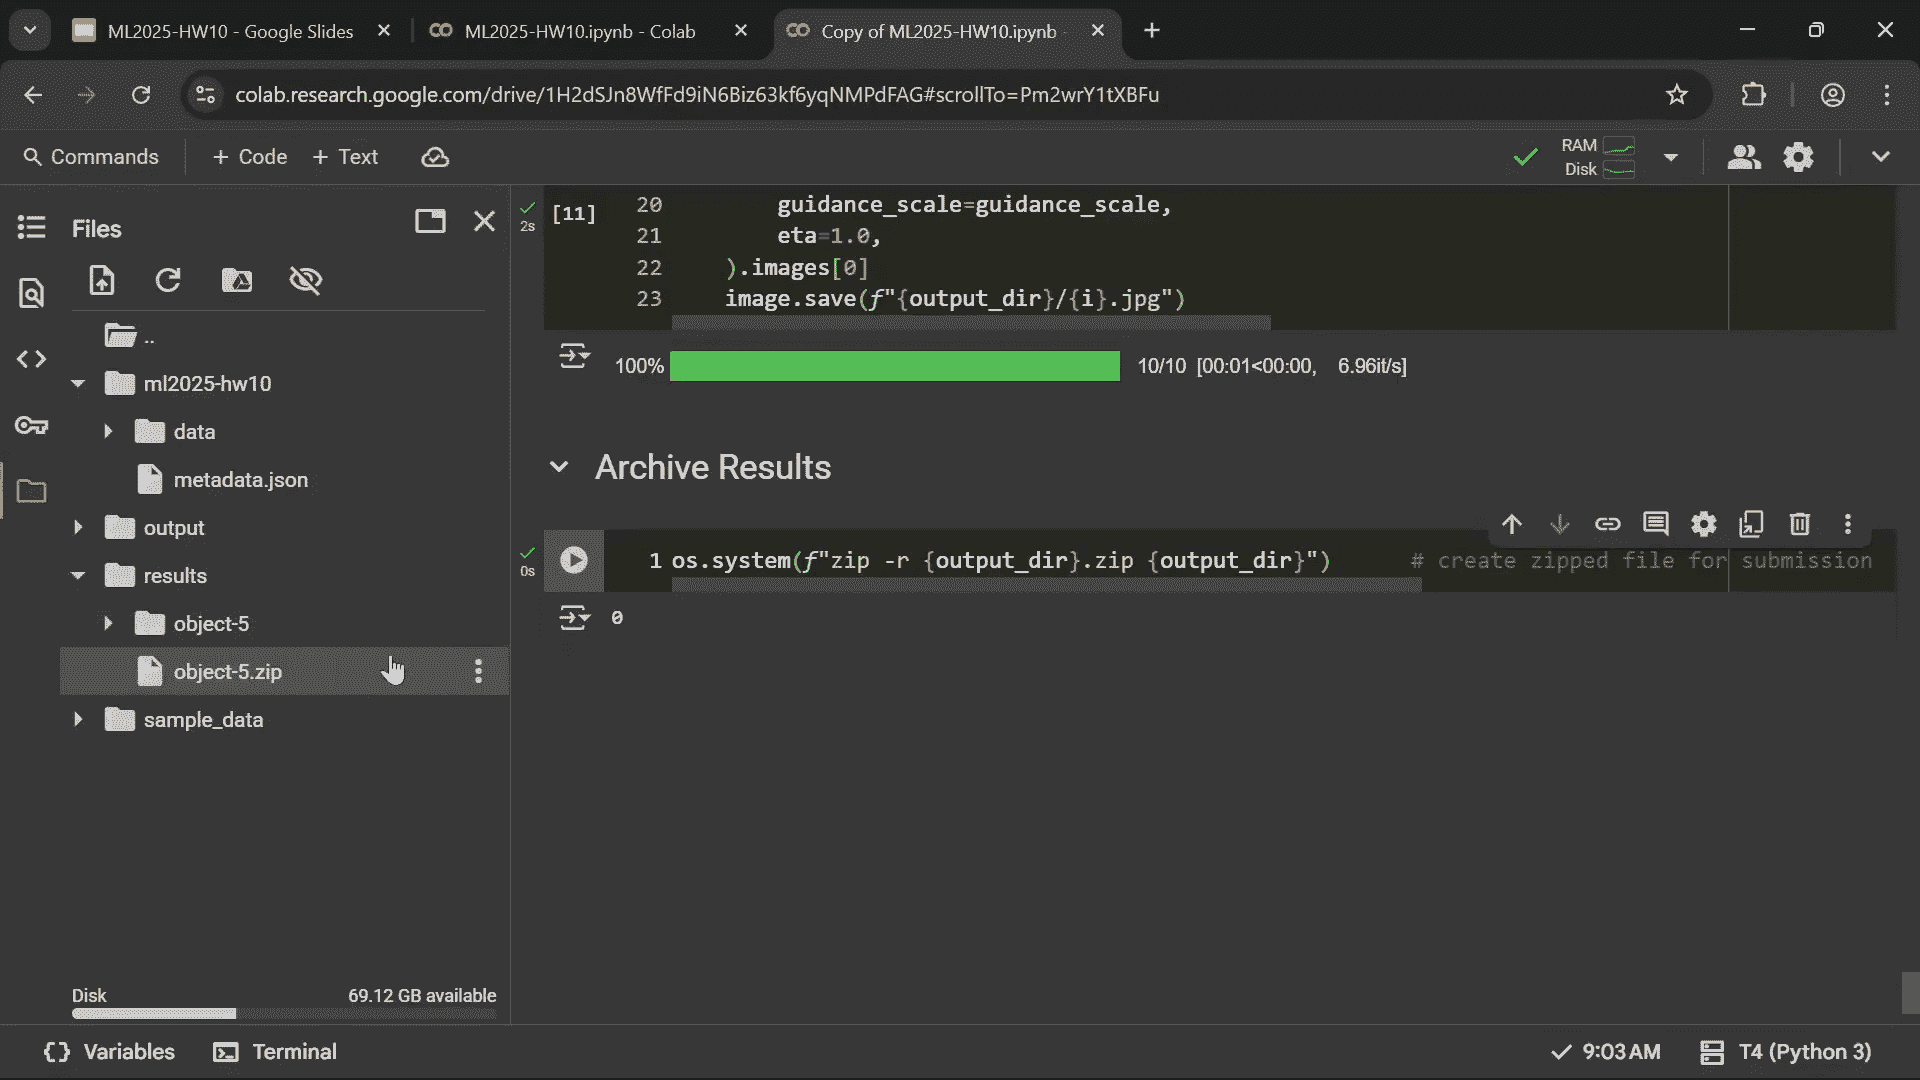 ML2025-HW10 - Google Slides
ML2025-HW10.ipynb - Colab
Copy of ML2025-HW10.ipynb
colab.research.google.com/drive/1H2dSJn8WfFd9iN6Biz63kf6yqNMPdFAG#scrollTo=Pm2wrY1tXBFu
Commands
+ Code
+ Text
RAM
Disk
Files
..
ml2025-hw10
data
metadata.json
output
results
object-5
object-5.zip
sample_data
Disk
69.12 GB available
2s
[11]
20 guidance_scale=guidance_scale,
21 eta=1.0,
22 ).images[0]
23 image.save(f"{output_dir}/{i}.jpg")
100% 10/10 [00:01<00:00, 6.96it/s]
Archive Results
0s
1 os.system(f"zip -r {output_dir}.zip {output_dir}") # create zipped file for submission
0
{} Variables
Terminal
9:03 AM
T4 (Python 3)